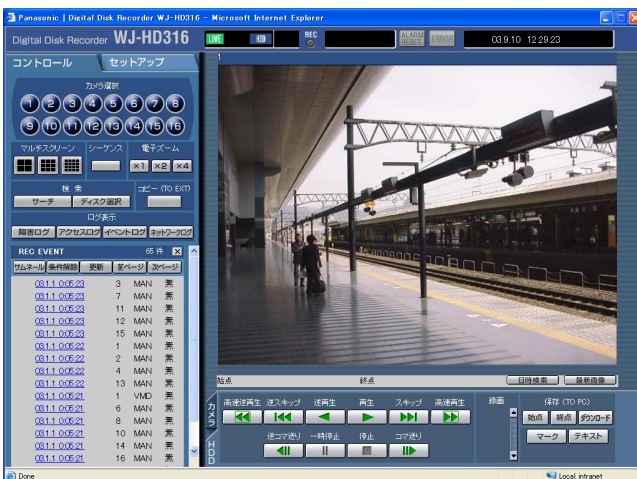 Panasonic | Digital Disk Recorder WJ-HD316 - Microsoft Internet Explorer
Digital Disk Recorder WJ-HD316
LIVE HDD REC ALARM RESET ERROR 03.9.10 12:29:23
コントロール セットアップ
カメラ選択
1 2 3 4 5 6 7 8
9 10 11 12 13 14 15 16
マルチスクリーン シーケンス 電子ズーム
×1 ×2 ×4
検索 コピー (TO EXT)
サーチ ディスク選択
ログ表示
障害ログ アクセスログ イベントログ ネットワークログ
REC EVENT 65 件 X
サムネール 条件解除 更新 前ページ 次ページ
03.1.1 0:05:23 3 MAN 無
03.1.1 0:05:23 7 MAN 無
03.1.1 0:05:23 11 MAN 無
03.1.1 0:05:23 12 MAN 無
03.1.1 0:05:23 15 MAN 無
03.1.1 0:05:22 1 MAN 無
03.1.1 0:05:22 2 MAN 無
03.1.1 0:05:22 4 MAN 無
03.1.1 0:05:22 13 MAN 無
03.1.1 0:05:21 1 VMD 無
03.1.1 0:05:21 6 MAN 無
03.1.1 0:05:21 8 MAN 無
03.1.1 0:05:21 10 MAN 無
03.1.1 0:05:21 14 MAN 無
03.1.1 0:05:21 16 MAN 無
1
始点 終点 日時検索 最新画像
カメラ
HDD
高速逆再生 逆スキップ 逆再生 再生 スキップ 高速再生
逆コマ送り 一時停止 停止 コマ送り
録画
保存 (TO PC)
始点 終点 ダウンロード
マーク テキスト
Done Local intranet